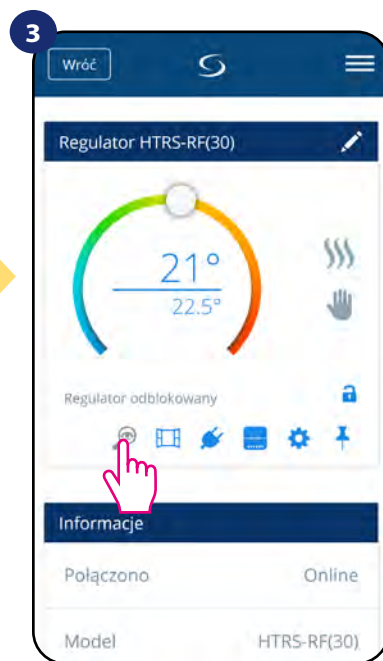 3
Wróć
Regulator HTRS-RF(30)
21°
22.5°
Regulator odblokowany
Informacje
Połączono Online
Model HTRS-RF(30)